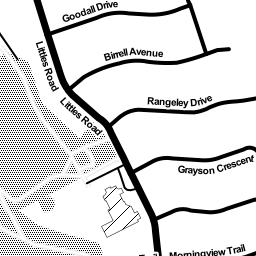 Goodall Drive
Birrell Avenue
Littles Road
Littles Road
Rangeley Drive
Grayson Crescent
Morningview Trail